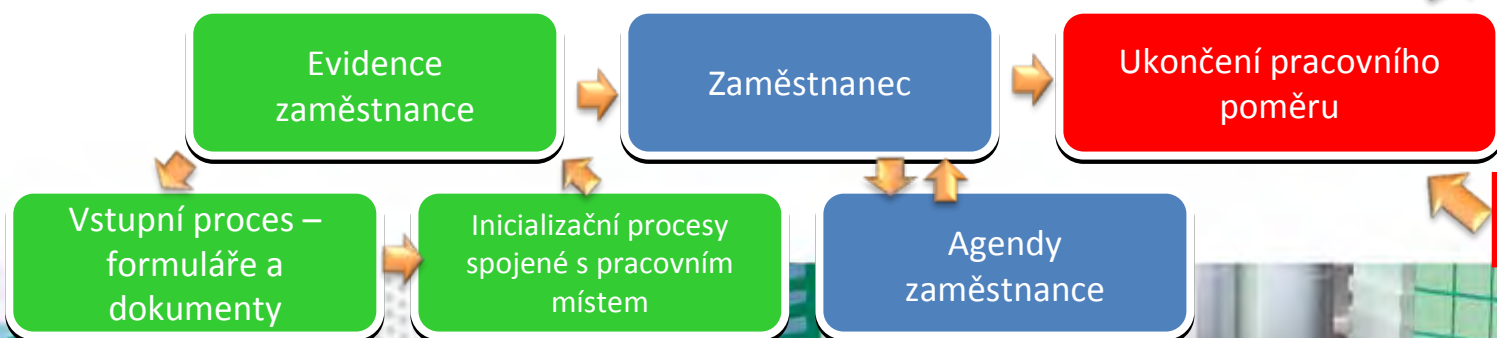 Evidence
zaměstnance
Zaměstnanec
Ukončení pracovního
poměru
Vstupní proces –
formuláře a
dokumenty
Inicializační procesy
spojené s pracovním
místem
Agendy
zaměstnance